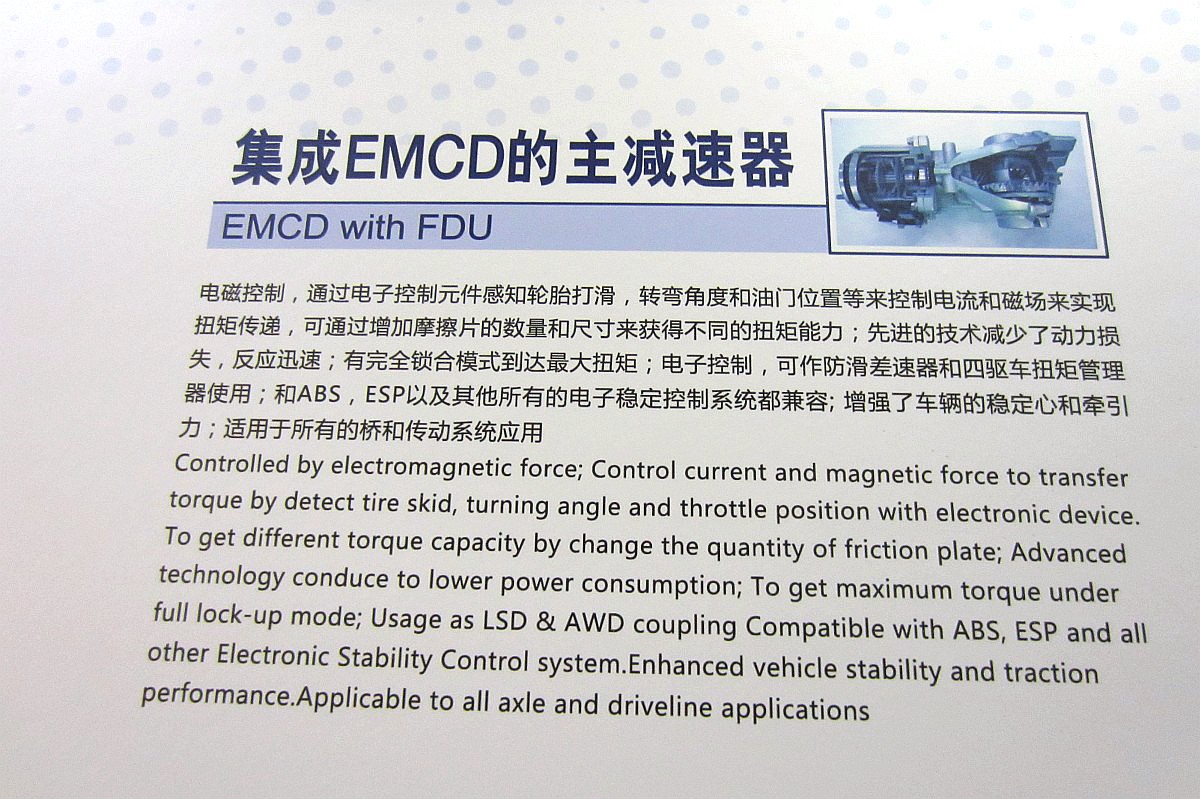 集成EMCD的主减速器
EMCD with FDU
电磁控制，通过电子控制元件感知轮胎打滑，转弯角度和油门位置等来控制电流和磁场来实现
扭矩传递，可通过增加摩擦片的数量和尺寸来获得不同的扭矩能力；先进的技术减少了动力损
失，反应迅速；有完全锁合模式到达最大扭矩；电子控制，可作防滑差速器和四驱车扭矩管理
器使用；和ABS，ESP以及其他所有的电子稳定控制系统都兼容; 增强了车辆的稳定心和牵引
力；适用于所有的桥和传动系统应用
Controlled by electromagnetic force; Control current and magnetic force to transfer
torque by detect tire skid, turning angle and throttle position with electronic device.
To get different torque capacity by change the quantity of friction plate; Advanced
technology conduce to lower power consumption; To get maximum torque under
full lock-up mode; Usage as LSD & AWD coupling Compatible with ABS, ESP and all
other Electronic Stability Control system.Enhanced vehicle stability and traction
performance.Applicable to all axle and driveline applications